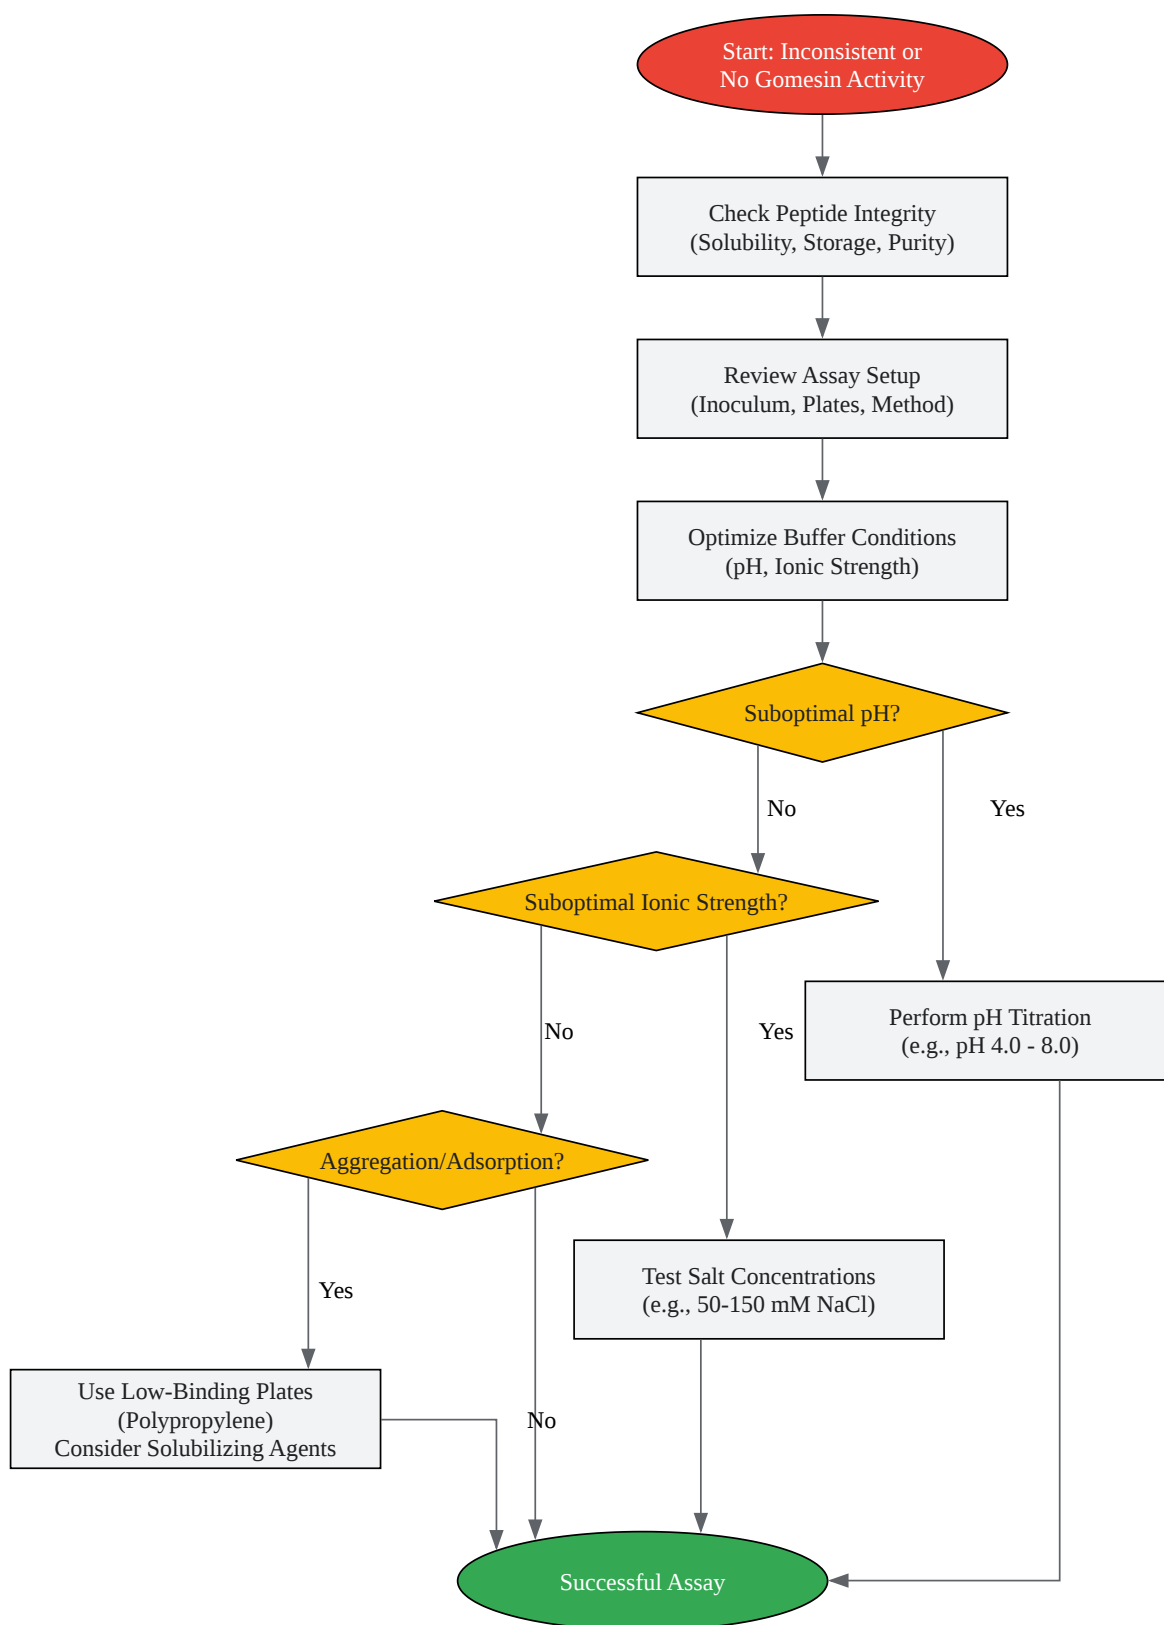 Start: Inconsistent or
No Gomesin Activity
Check Peptide Integrity
(Solubility, Storage, Purity)
Review Assay Setup
(Inoculum, Plates, Method)
Optimize Buffer Conditions
(pH, Ionic Strength)
Suboptimal pH?
No
Yes
Suboptimal Ionic Strength?
No
Yes
Perform pH Titration
(e.g., pH 4.0 - 8.0)
Aggregation/Adsorption?
Yes
Test Salt Concentrations
(e.g., 50-150 mM NaCl)
Use Low-Binding Plates
(Polypropylene)
Consider Solubilizing Agents
No
Successful Assay